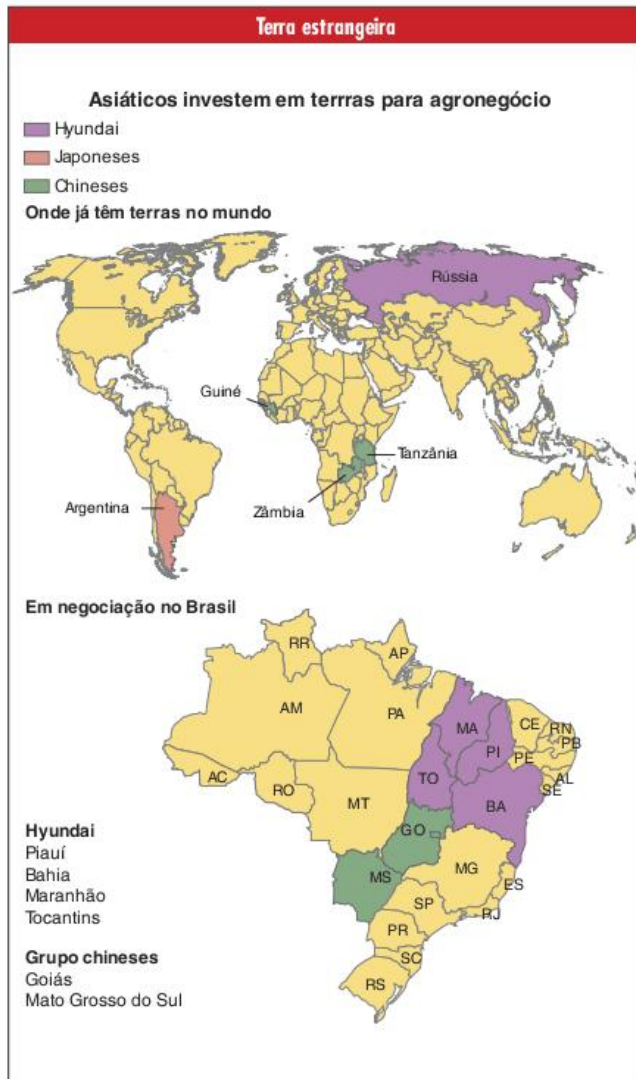 Terra estrangeira
Asiáticos investem em terrras para agronegócio
Hyundai
Japoneses
Chineses
Onde já têm terras no mundo
Rússia
Guiné
Tanzânia
Zâmbia
Argentina
Em negociação no Brasil
RR
AP
AM
PA
MA
CE
RN
PB
PI
PE
AL
SE
AC
TO
RO
BA
MT
GO
MG
MS
ES
SP
RJ
PR
SC
RS
Hyundai
Piauí
Bahia
Maranhão
Tocantins
Grupo chineses
Goiás
Mato Grosso do Sul